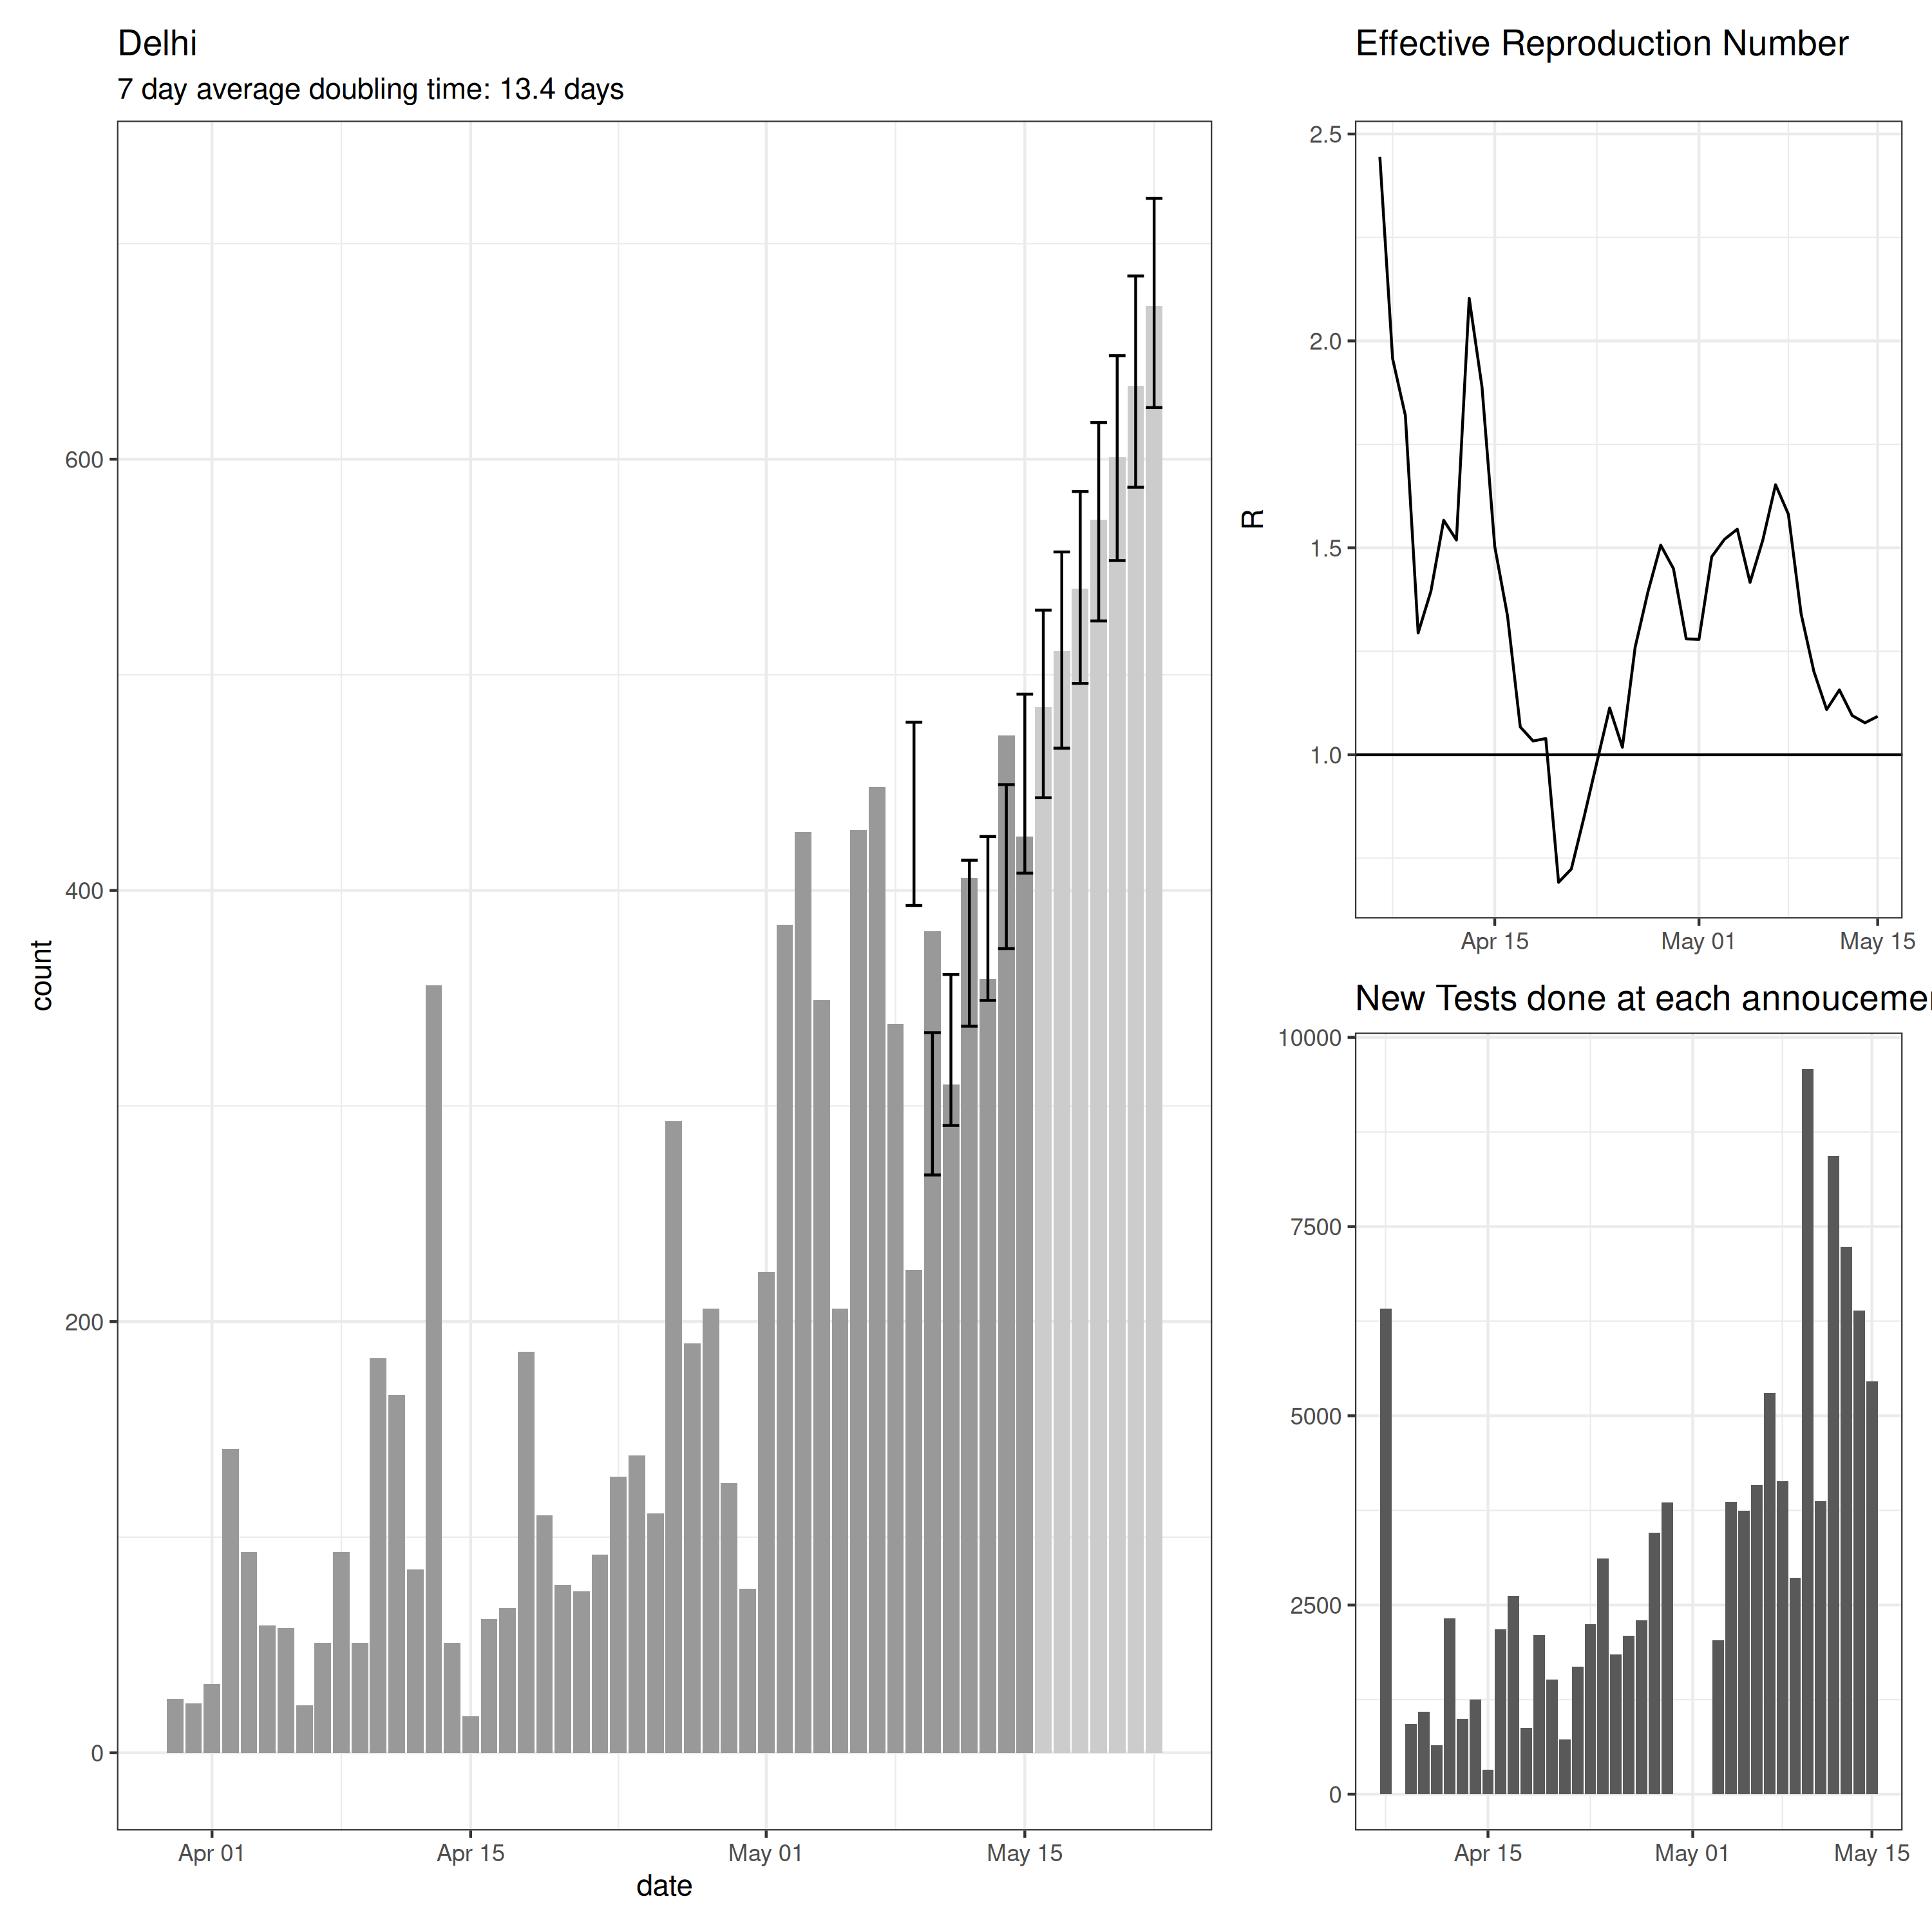 Delhi
7 day average doubling time: 13.4 days
count
600
400
200
0
Apr 01
Apr 15
May 01
May 15
date
Effective Reproduction Number
R
2.5
2.0
1.5
1.0
Apr 15
May 01
May 15
New Tests done at each annoucemen
10000
7500
5000
2500
0
Apr 15
May 01
May 15